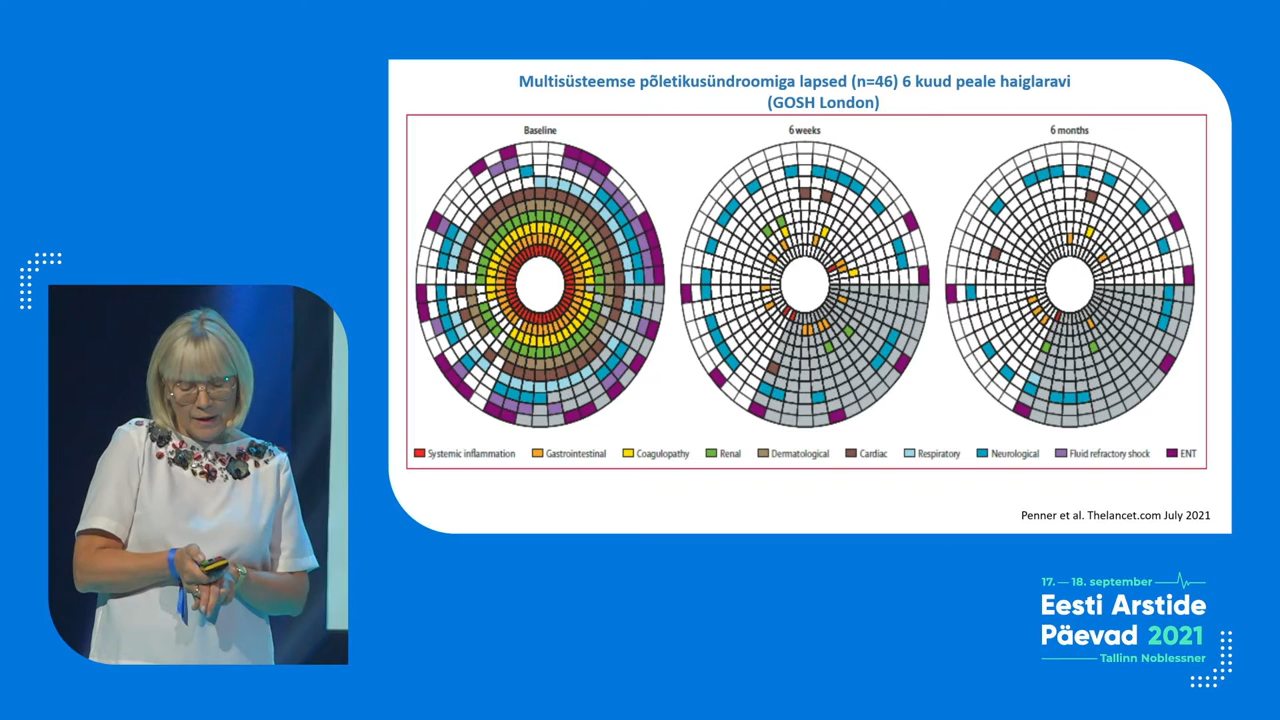 Multisüsteemse põletikusündroomiga lapsed (n=46) 6 kuud peale haiglaravi
(GOSH London)
Baseline
6 weeks
6 months
Systemic inflammation
Gastrointestinal
Coagulopathy
Renal
Dermatological
Cardiac
Respiratory
Neurological
Fluid refractory shock
ENT
Penner et al. Thelancet.com July 2021
17. — 18. september
Eesti Arstide
Päevad 2021
Tallinn Noblessner